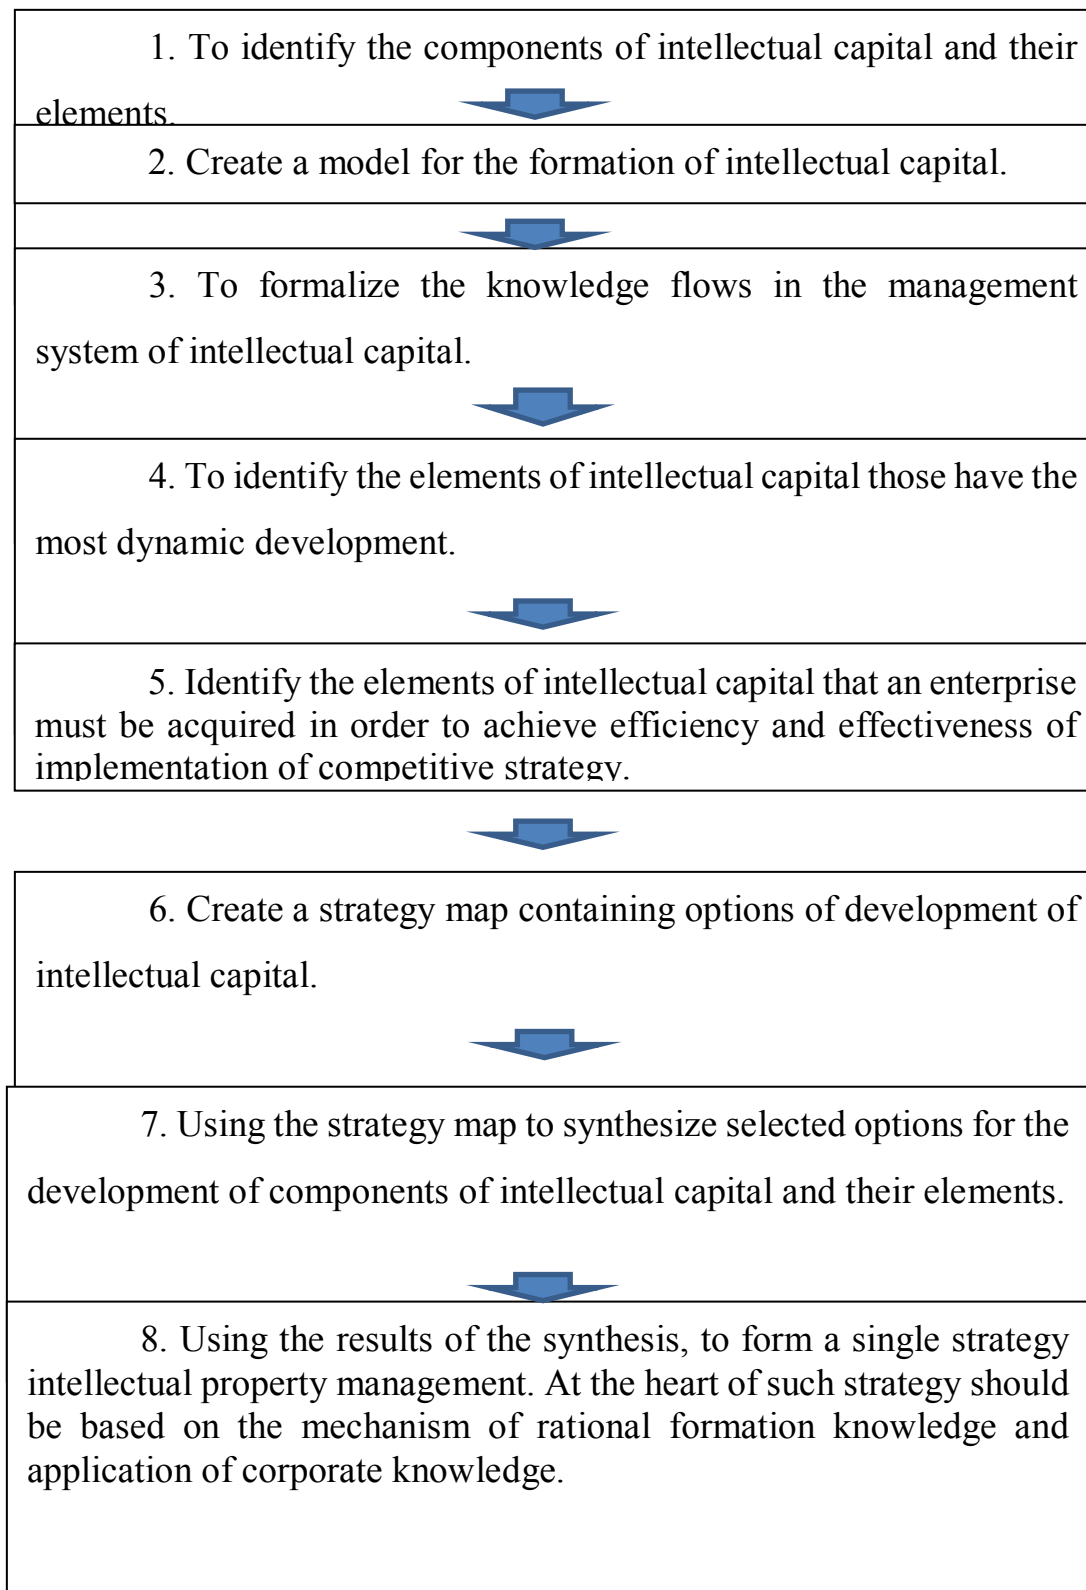 1. To identify the components of intellectual capital and their
elements.
2. Create a model for the formation of intellectual capital.
3. To formalize the knowledge flows in the management
system of intellectual capital.
4. To identify the elements of intellectual capital those have the
most dynamic development.
5. Identify the elements of intellectual capital that an enterprise
must be acquired in order to achieve efficiency and effectiveness of
implementation of competitive strategy.
6. Create a strategy map containing options of development of
intellectual capital.
7. Using the strategy map to synthesize selected options for the
development of components of intellectual capital and their elements.
8. Using the results of the synthesis, to form a single strategy
intellectual property management. At the heart of such strategy should
be based on the mechanism of rational formation knowledge and
application of corporate knowledge.